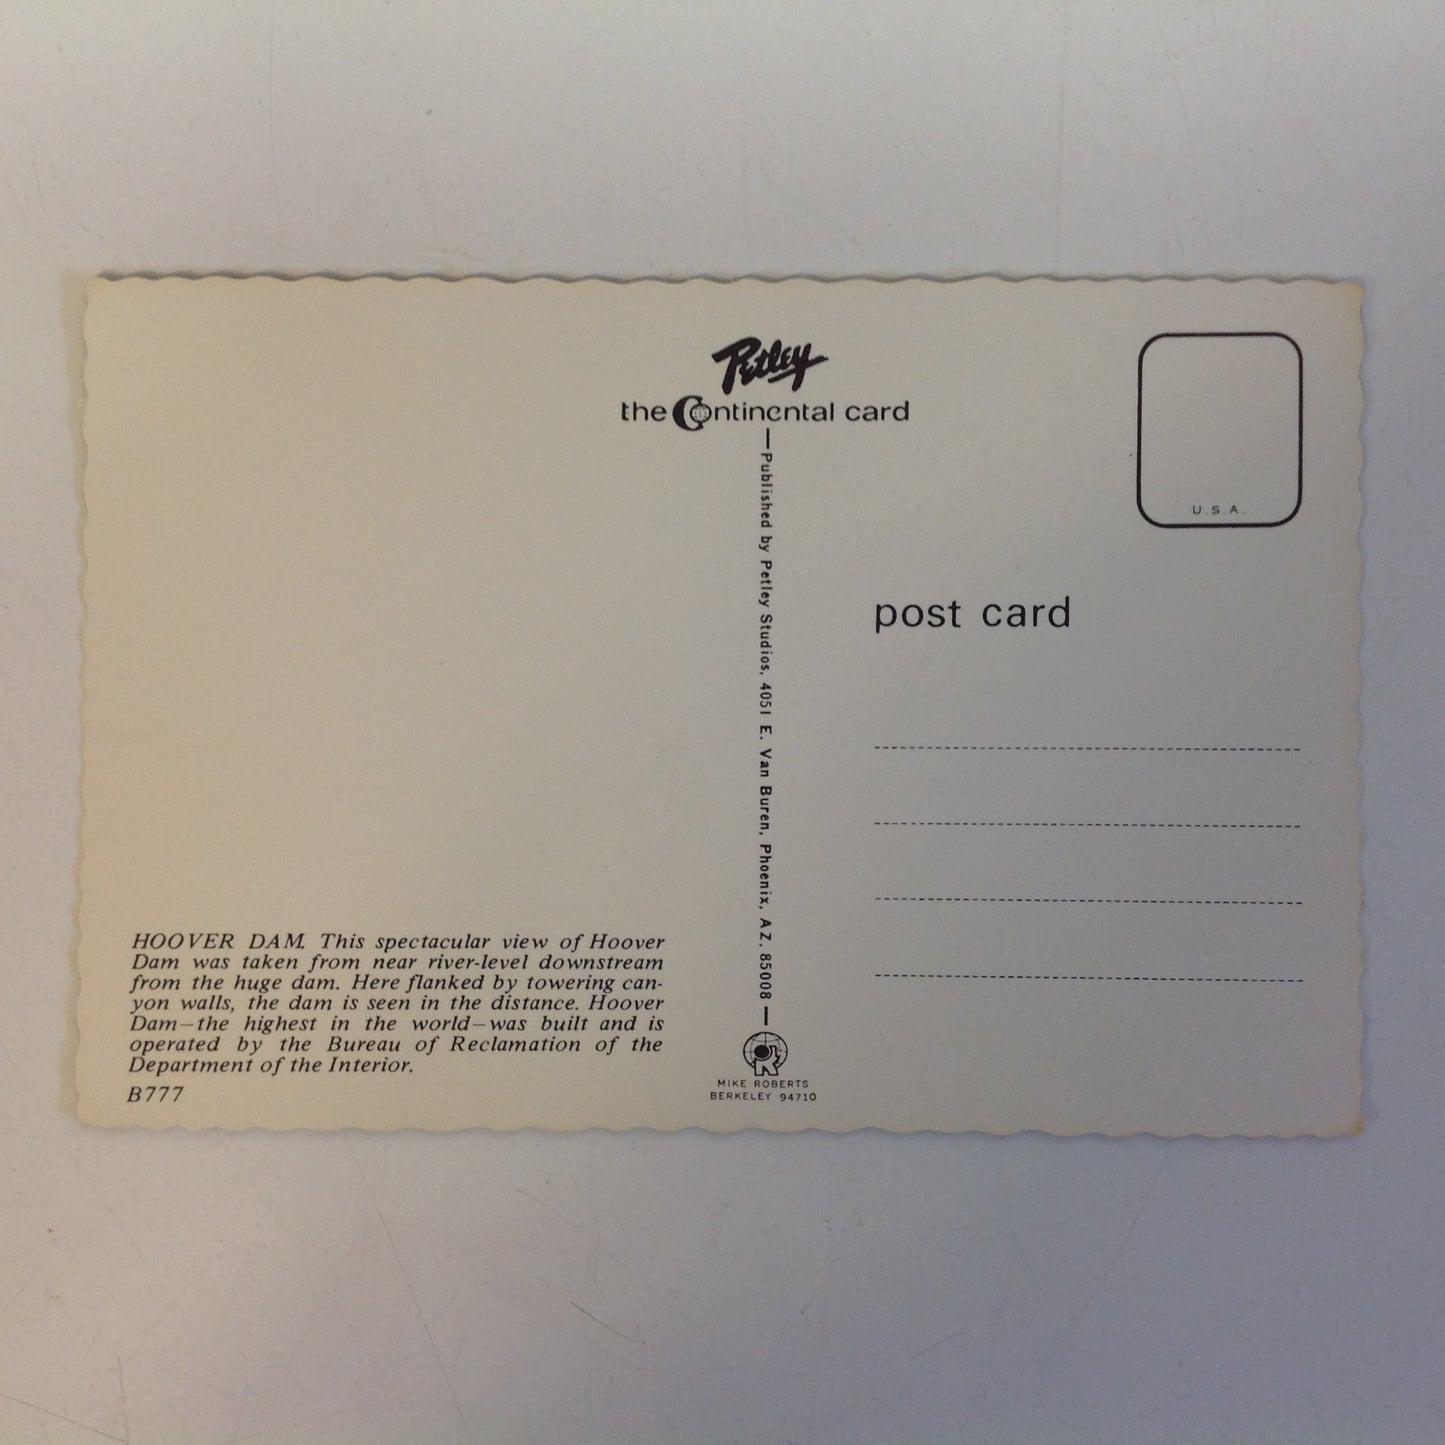 Petley
the Continental card
U.S.A.
post card
Published by Petley Studios, 4051 E. Van Buren, Phoenix, AZ. 85008
HOOVER DAM. This spectacular view of Hoover
Dam was taken from near river-level downstream
from the huge dam. Here flanked by towering can-
yon walls, the dam is seen in the distance. Hoover
Dam—the highest in the world—was built and is
operated by the Bureau of Reclamation of the
Department of the Interior.
B777
MIKE ROBERTS
BERKELEY 94710